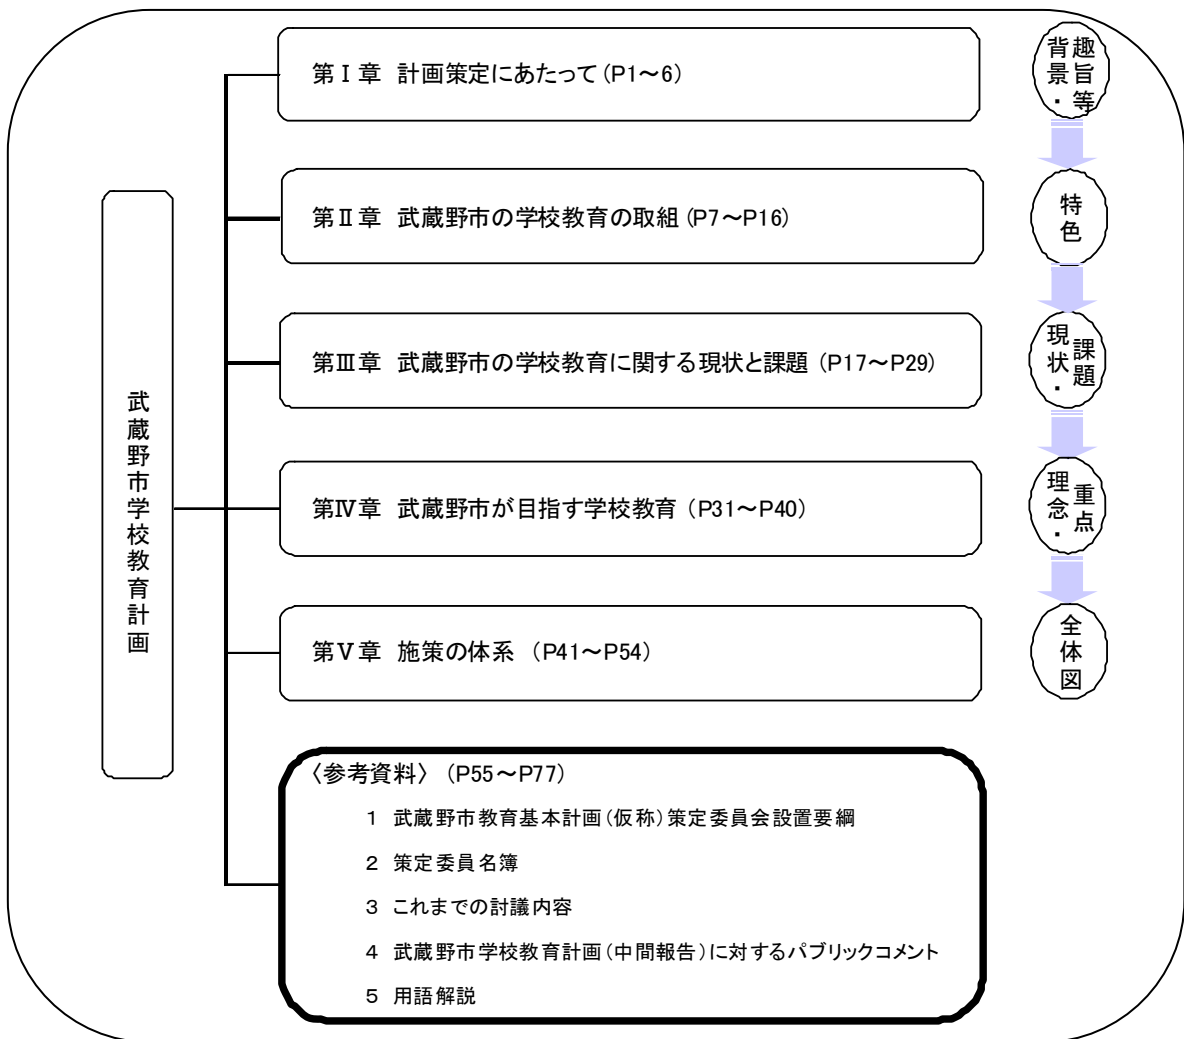 武蔵野市学校教育計画
第Ⅰ章 計画策定にあたって(P1～6)
背景・
趣旨等
第Ⅱ章 武蔵野市の学校教育の取組(P7～P16)
特色
第Ⅲ章 武蔵野市の学校教育に関する現状と課題(P17～P29)
現状・
課題
第Ⅳ章 武蔵野市が目指す学校教育(P31～P40)
理念・
重点
第Ⅴ章 施策の体系 (P41～P54)
全体図
〈参考資料〉(P55～P77)
1 武蔵野市教育基本計画(仮称)策定委員会設置要綱
2 策定委員名簿
3 これまでの討議内容
4 武蔵野市学校教育計画(中間報告)に対するパブリックコメント
5 用語解説